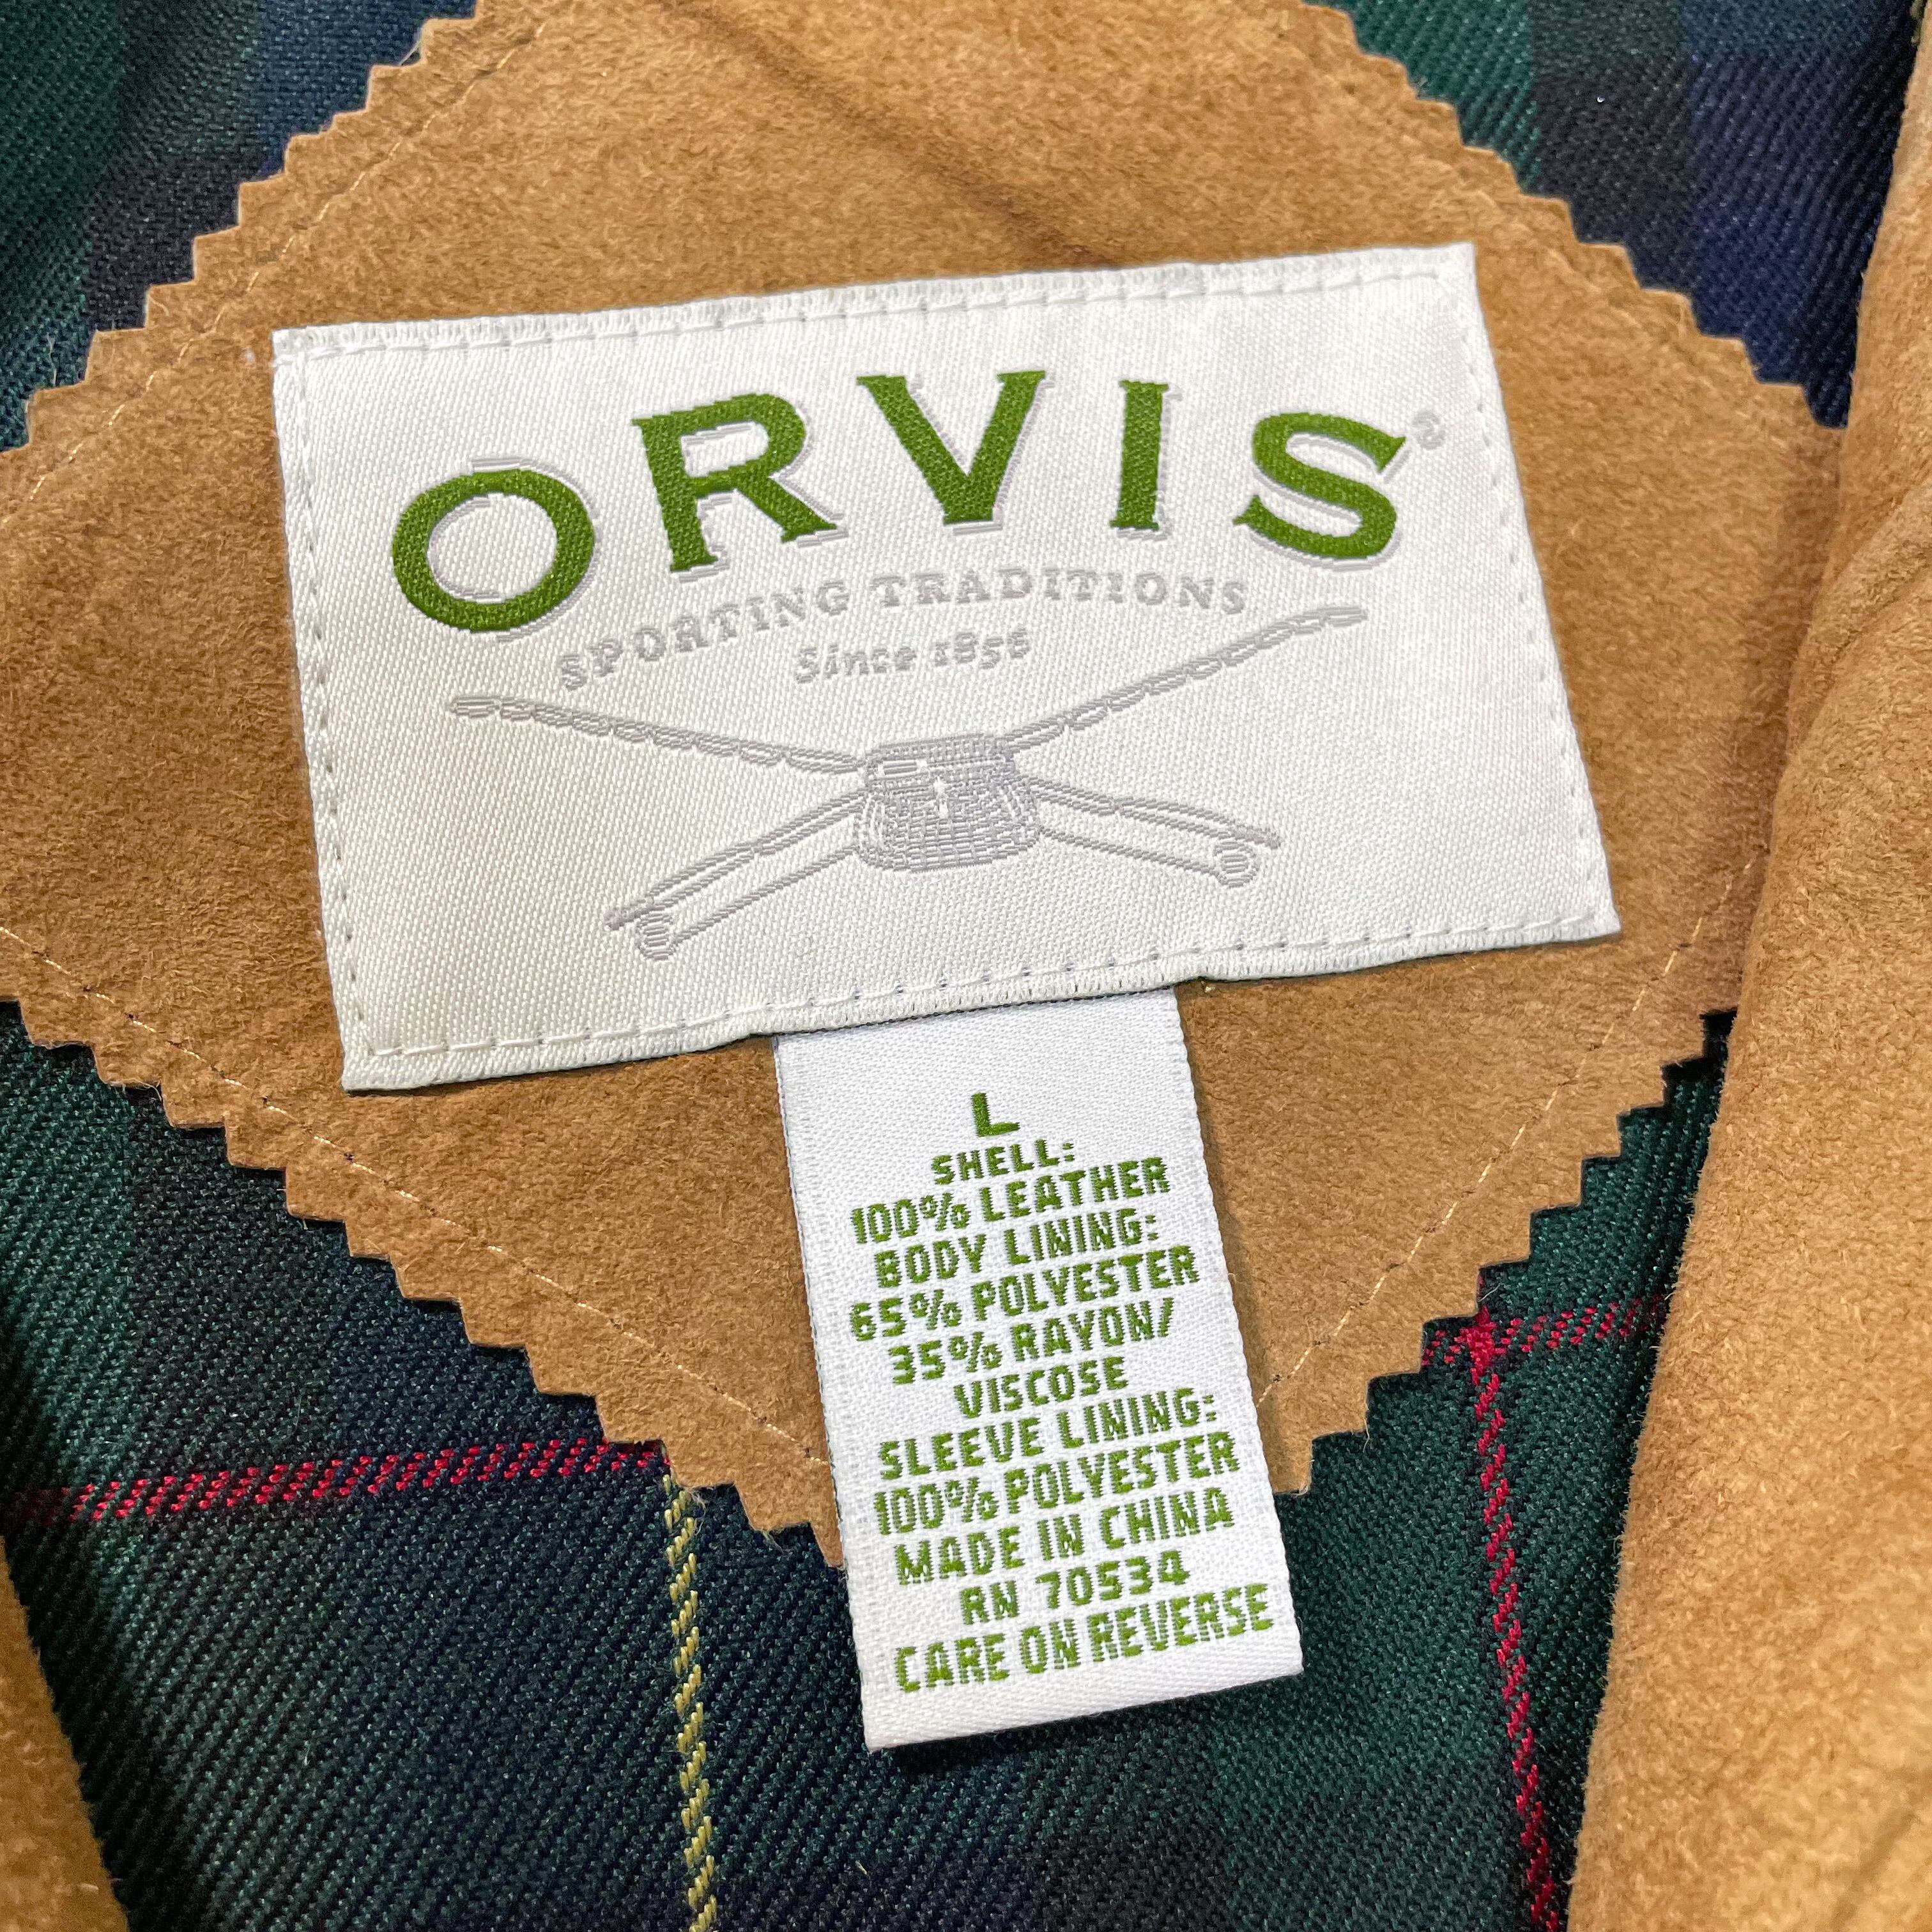 ORVIS®
SPORTING TRADITIONS
Since 1856
L
SHELL:
100% LEATHER
BODY LINING:
65% POLYESTER
35% RAYON/
VISCOSE
SLEEVE LINING:
100% POLYESTER
MADE IN CHINA
RN 70534
CARE ON REVERSE